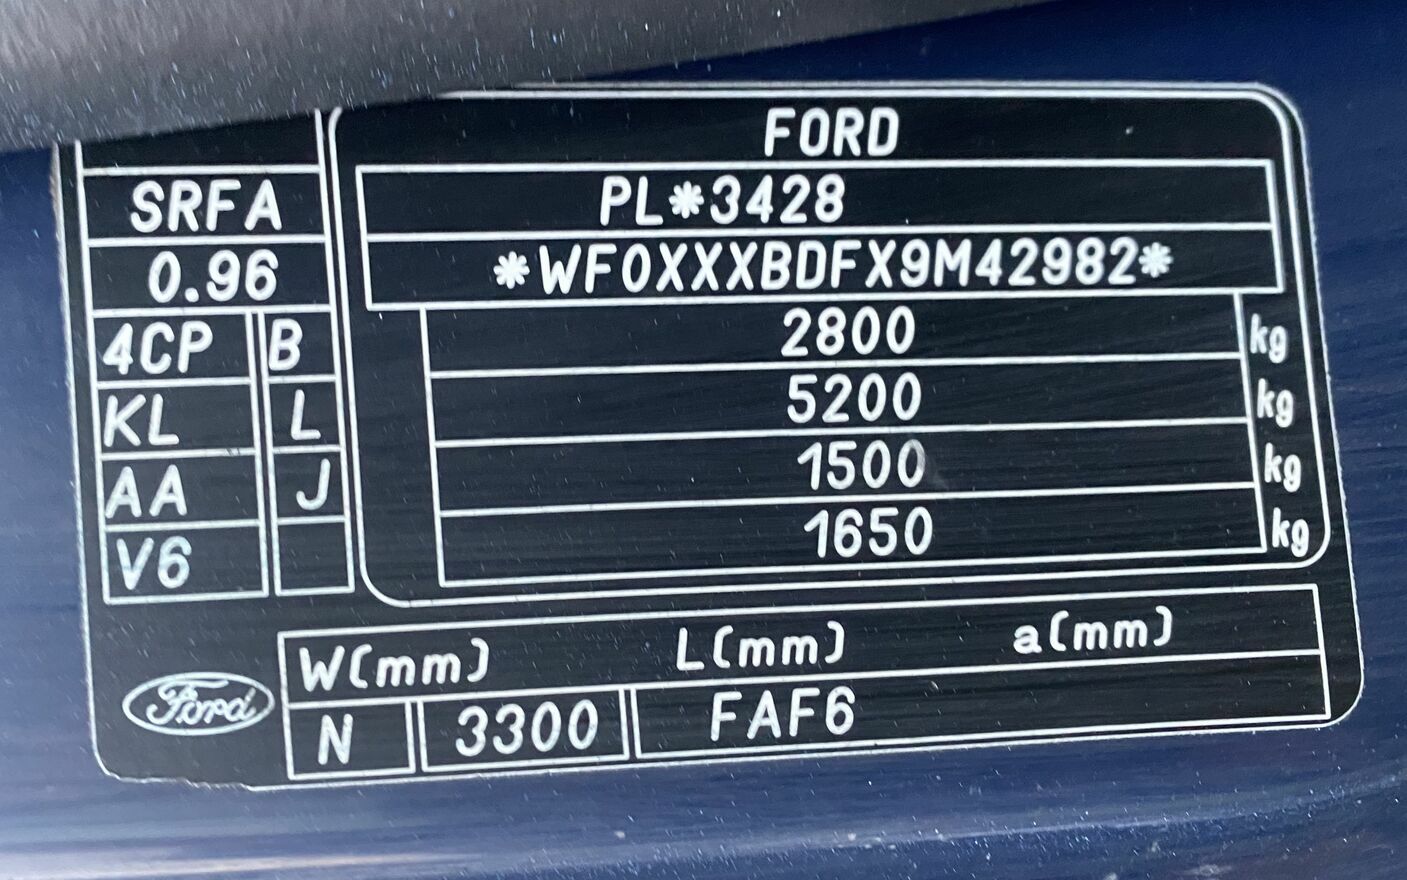 FORD
PL*3428
*WF0XXXBDFX9M42982*
2800 kg
5200 kg
1500 kg
1650 kg
SRFA
0.96
4CP B
KL L
AA J
V6
W(mm) L(mm) a(mm)
N 3300 FAF6
Ford